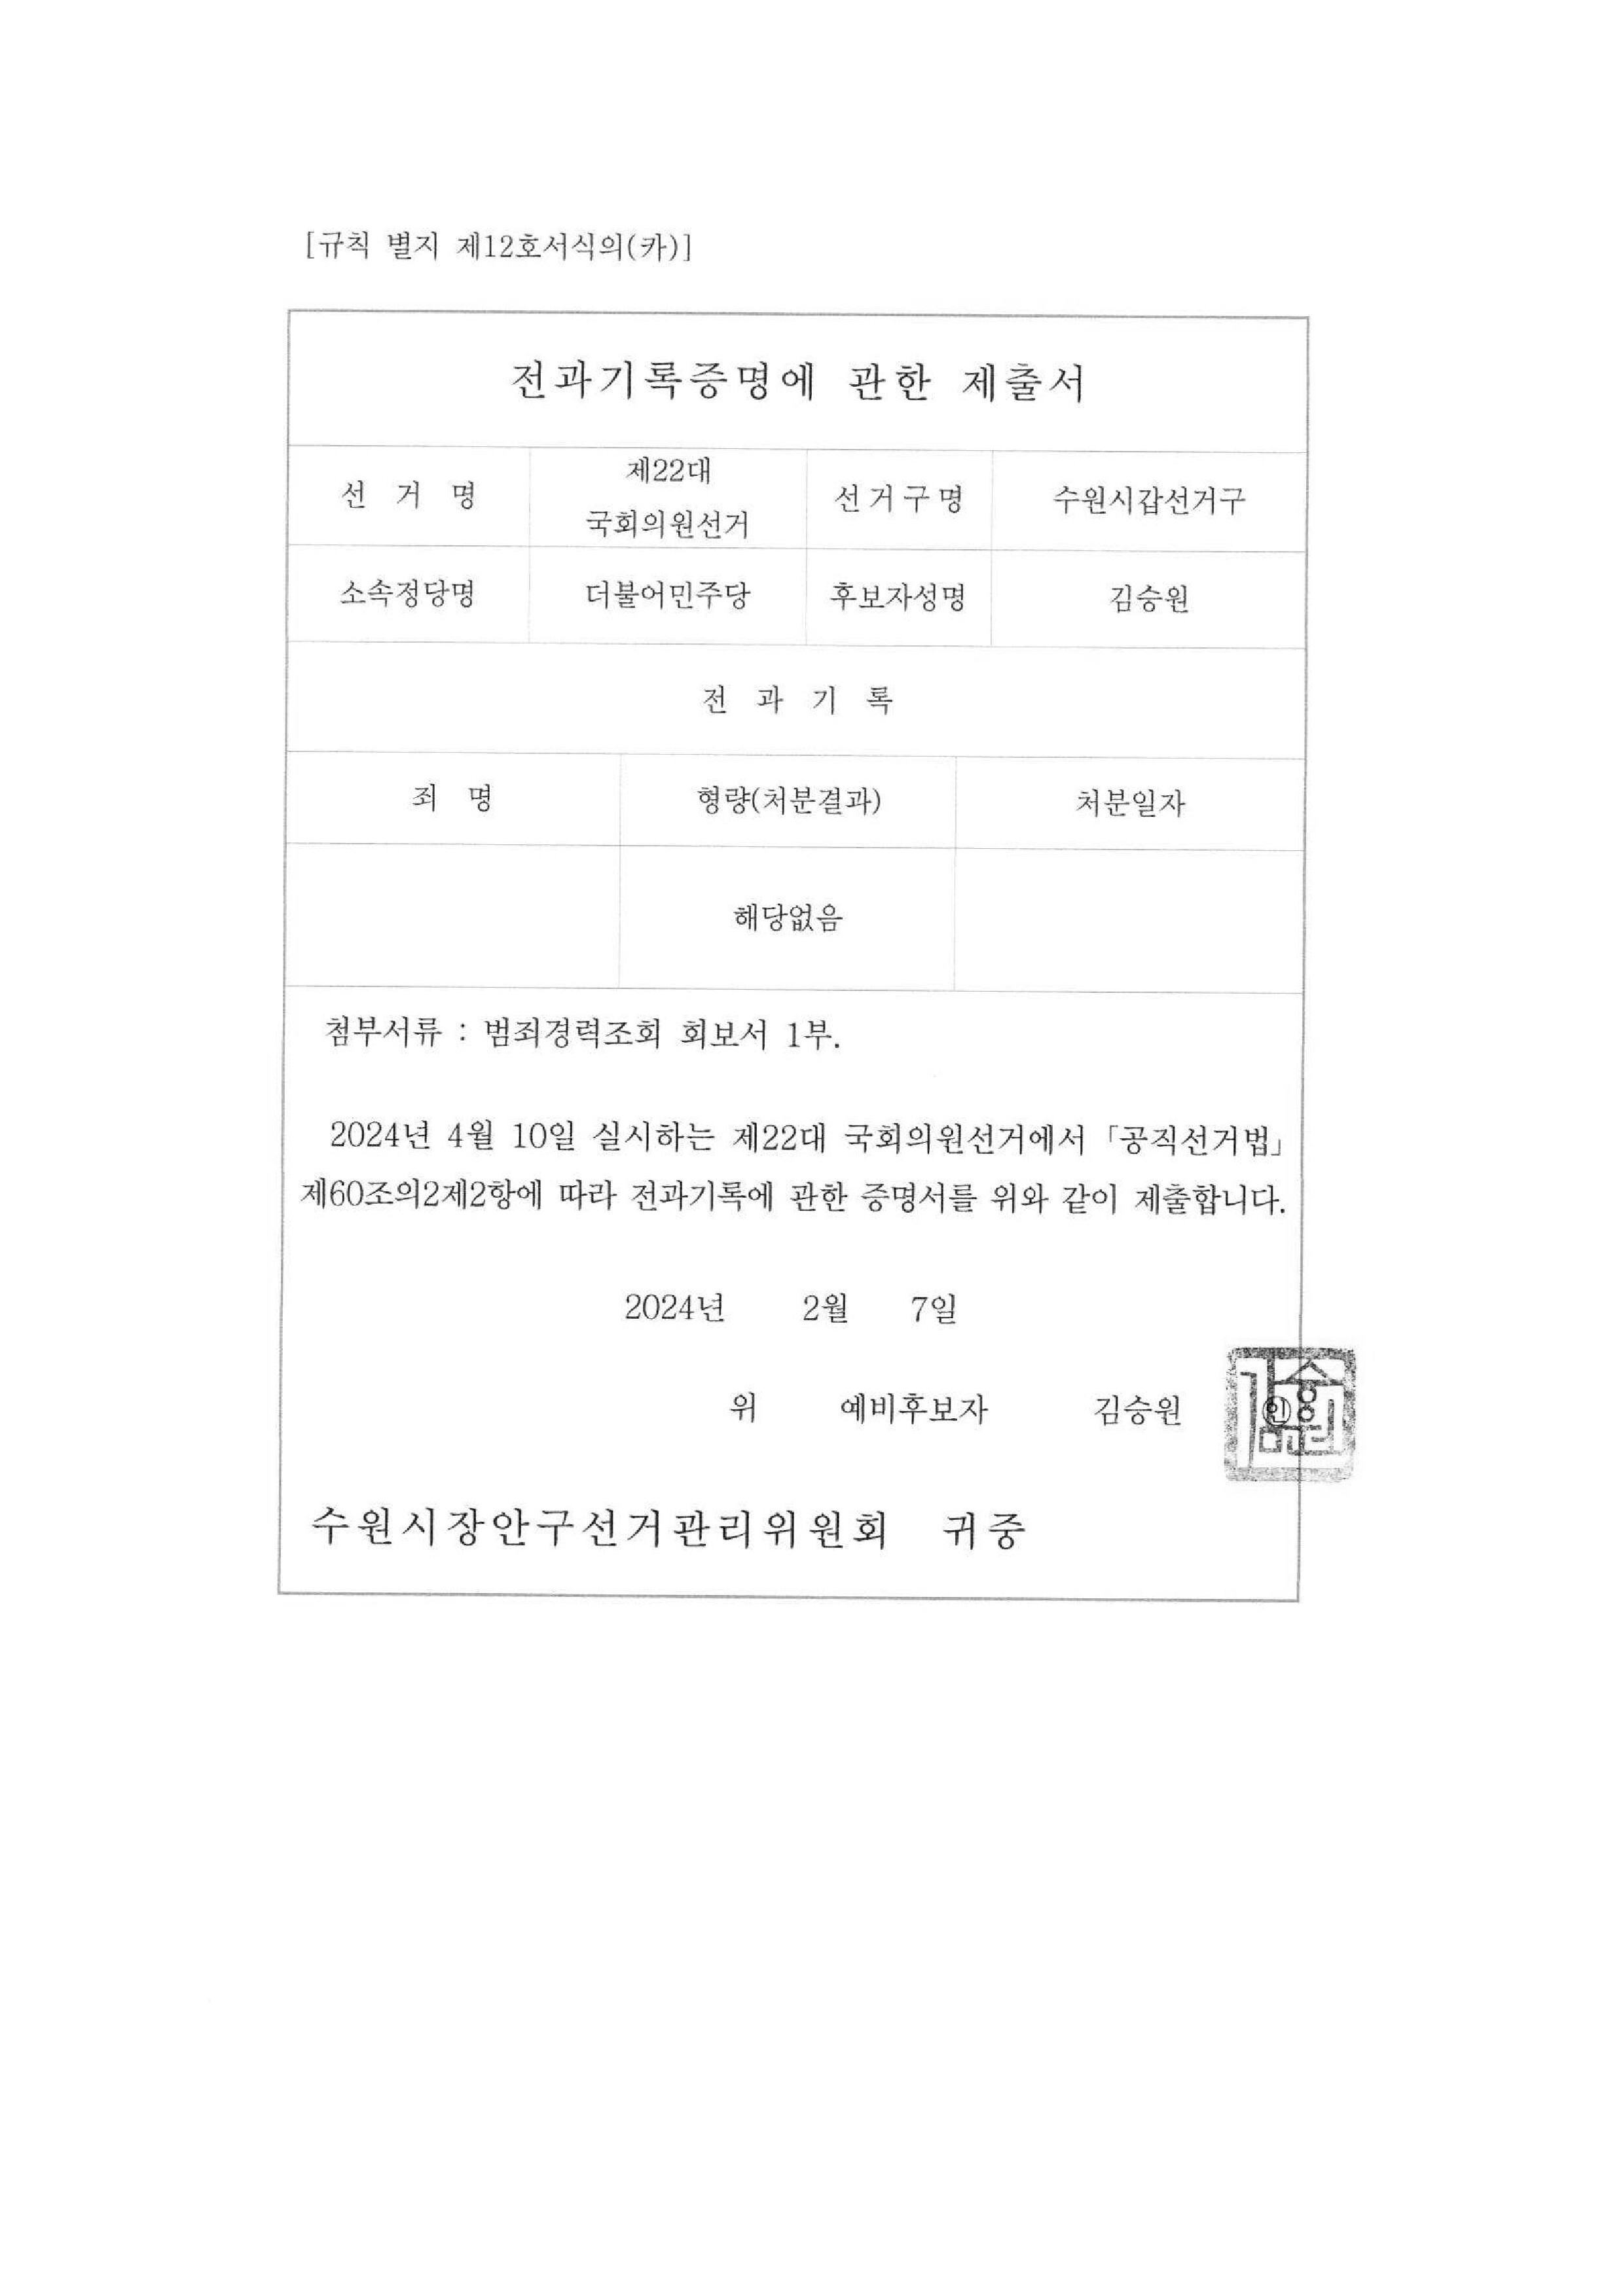 [규칙 별지 제12호서식의(카)]
전과기록증명에 관한 제출서
선 거 명
제22대
국회의원선거
선거구명
수원시갑선거구
소속정당명
더불어민주당
후보자성명
김승원
전 과 기 록
죄 명
형량(처분결과)
처분일자
해당없음
첨부서류 : 범죄경력조회 회보서 1부.
2024년 4월 10일 실시하는 제22대 국회의원선거에서 「공직선거법」
제60조의2제2항에 따라 전과기록에 관한 증명서를 위와 같이 제출합니다.
2024년 2월 7일
위 예비후보자 김승원 ㊞
김승원
수원시장안구선거관리위원회 귀중